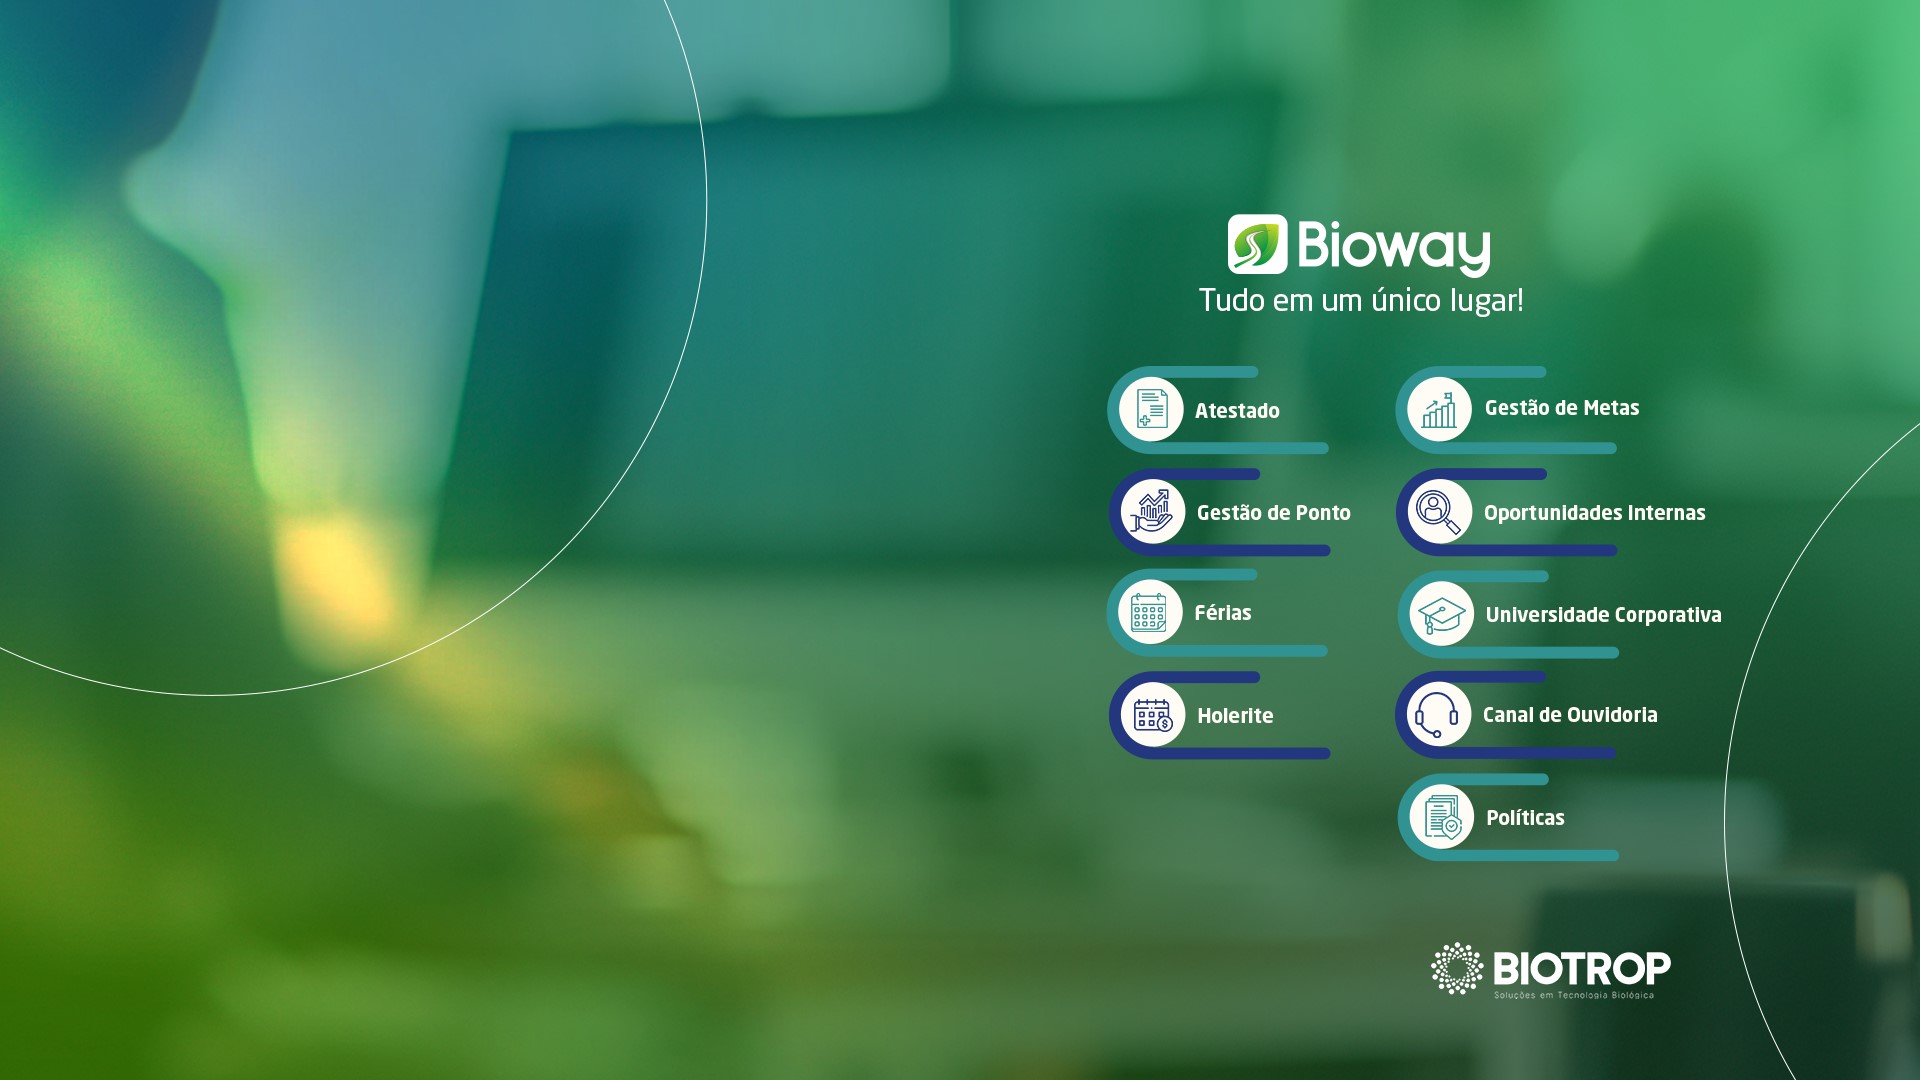 Bioway
Tudo em um único lugar!
Atestado
Gestão de Ponto
Férias
Holerite
Gestão de Metas
Oportunidades Internas
Universidade Corporativa
Canal de Ouvidoria
Políticas
BIOTROP
Soluções em Tecnologia Biológica